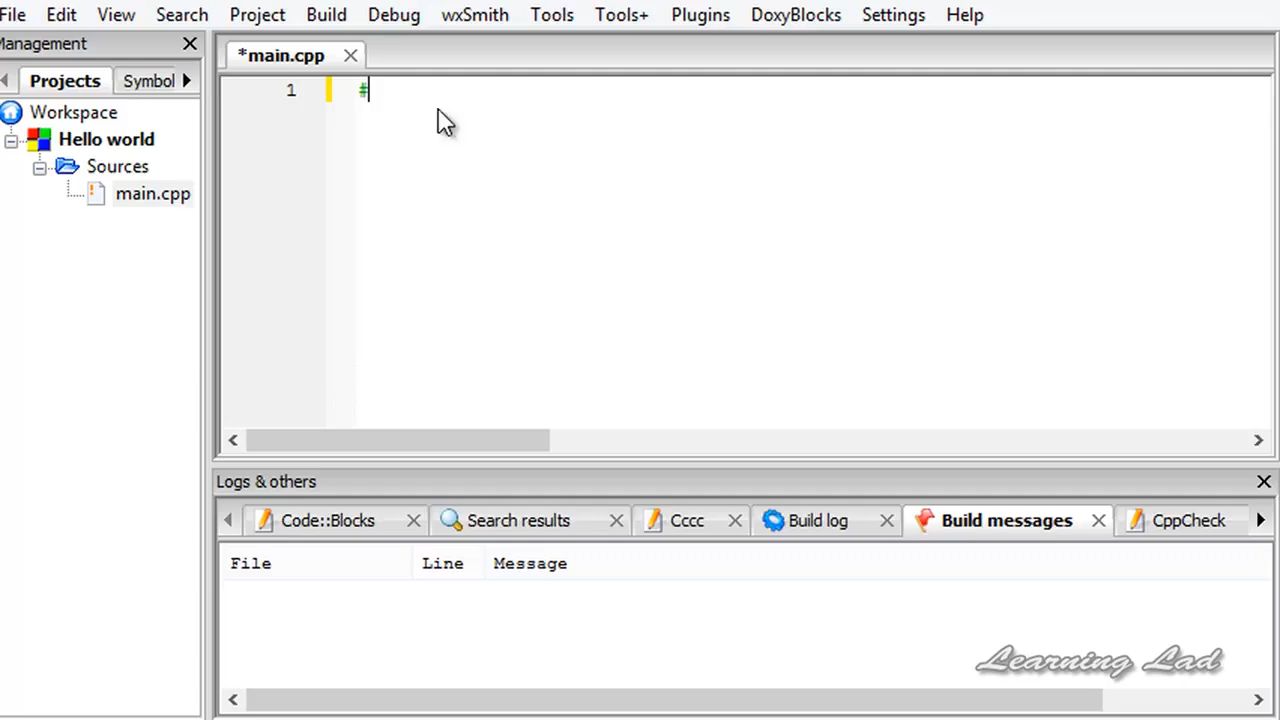 File Edit View Search Project Build Debug wxSmith Tools Tools+ Plugins DoxyBlocks Settings Help
Management
Projects Symbol
Workspace
Hello world
Sources
main.cpp
*main.cpp
1 #
Logs & others
Code::Blocks Search results Cccc Build log Build messages CppCheck
File Line Message
Learning Lad